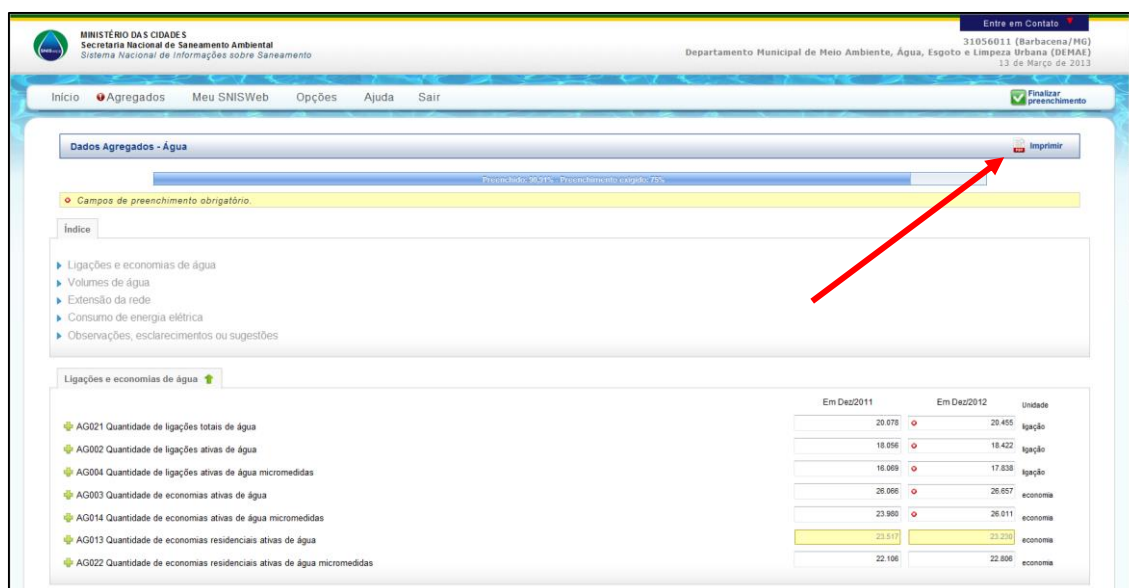 Entre em Contato
MINISTÉRIO DAS CIDADES
Secretaria Nacional de Saneamento Ambiental
Sistema Nacional de Informações sobre Saneamento
31056011 (Barbacena/MG)
Departamento Municipal de Meio Ambiente, Água, Esgoto e Limpeza Urbana (DEMAE)
13 de Março de 2013
Início Agregados Meu SNISWeb Opções Ajuda Sair
Finalizar
preenchimento
Dados Agregados - Água
Imprimir
Preenchimento exigido: 75%
Campos de preenchimento obrigatório.
Índice
Ligações e economias de água
Volumes de água
Extensão da rede
Consumo de energia elétrica
Observações, esclarecimentos ou sugestões
Ligações e economias de água
Em Dez/2011 Em Dez/2012 Unidade
AG021 Quantidade de ligações totais de água 20.078 20.455 ligação
AG002 Quantidade de ligações ativas de água 18.056 18.422 ligação
AG004 Quantidade de ligações ativas de água micromedidas 16.069 17.838 ligação
AG003 Quantidade de economias ativas de água 26.066 26.657 economia
AG014 Quantidade de economias ativas de água micromedidas 23.980 26.011 economia
AG013 Quantidade de economias residenciais ativas de água 23.517 23.230 economia
AG022 Quantidade de economias residenciais ativas de água micromedidas 22.106 22.806 economia